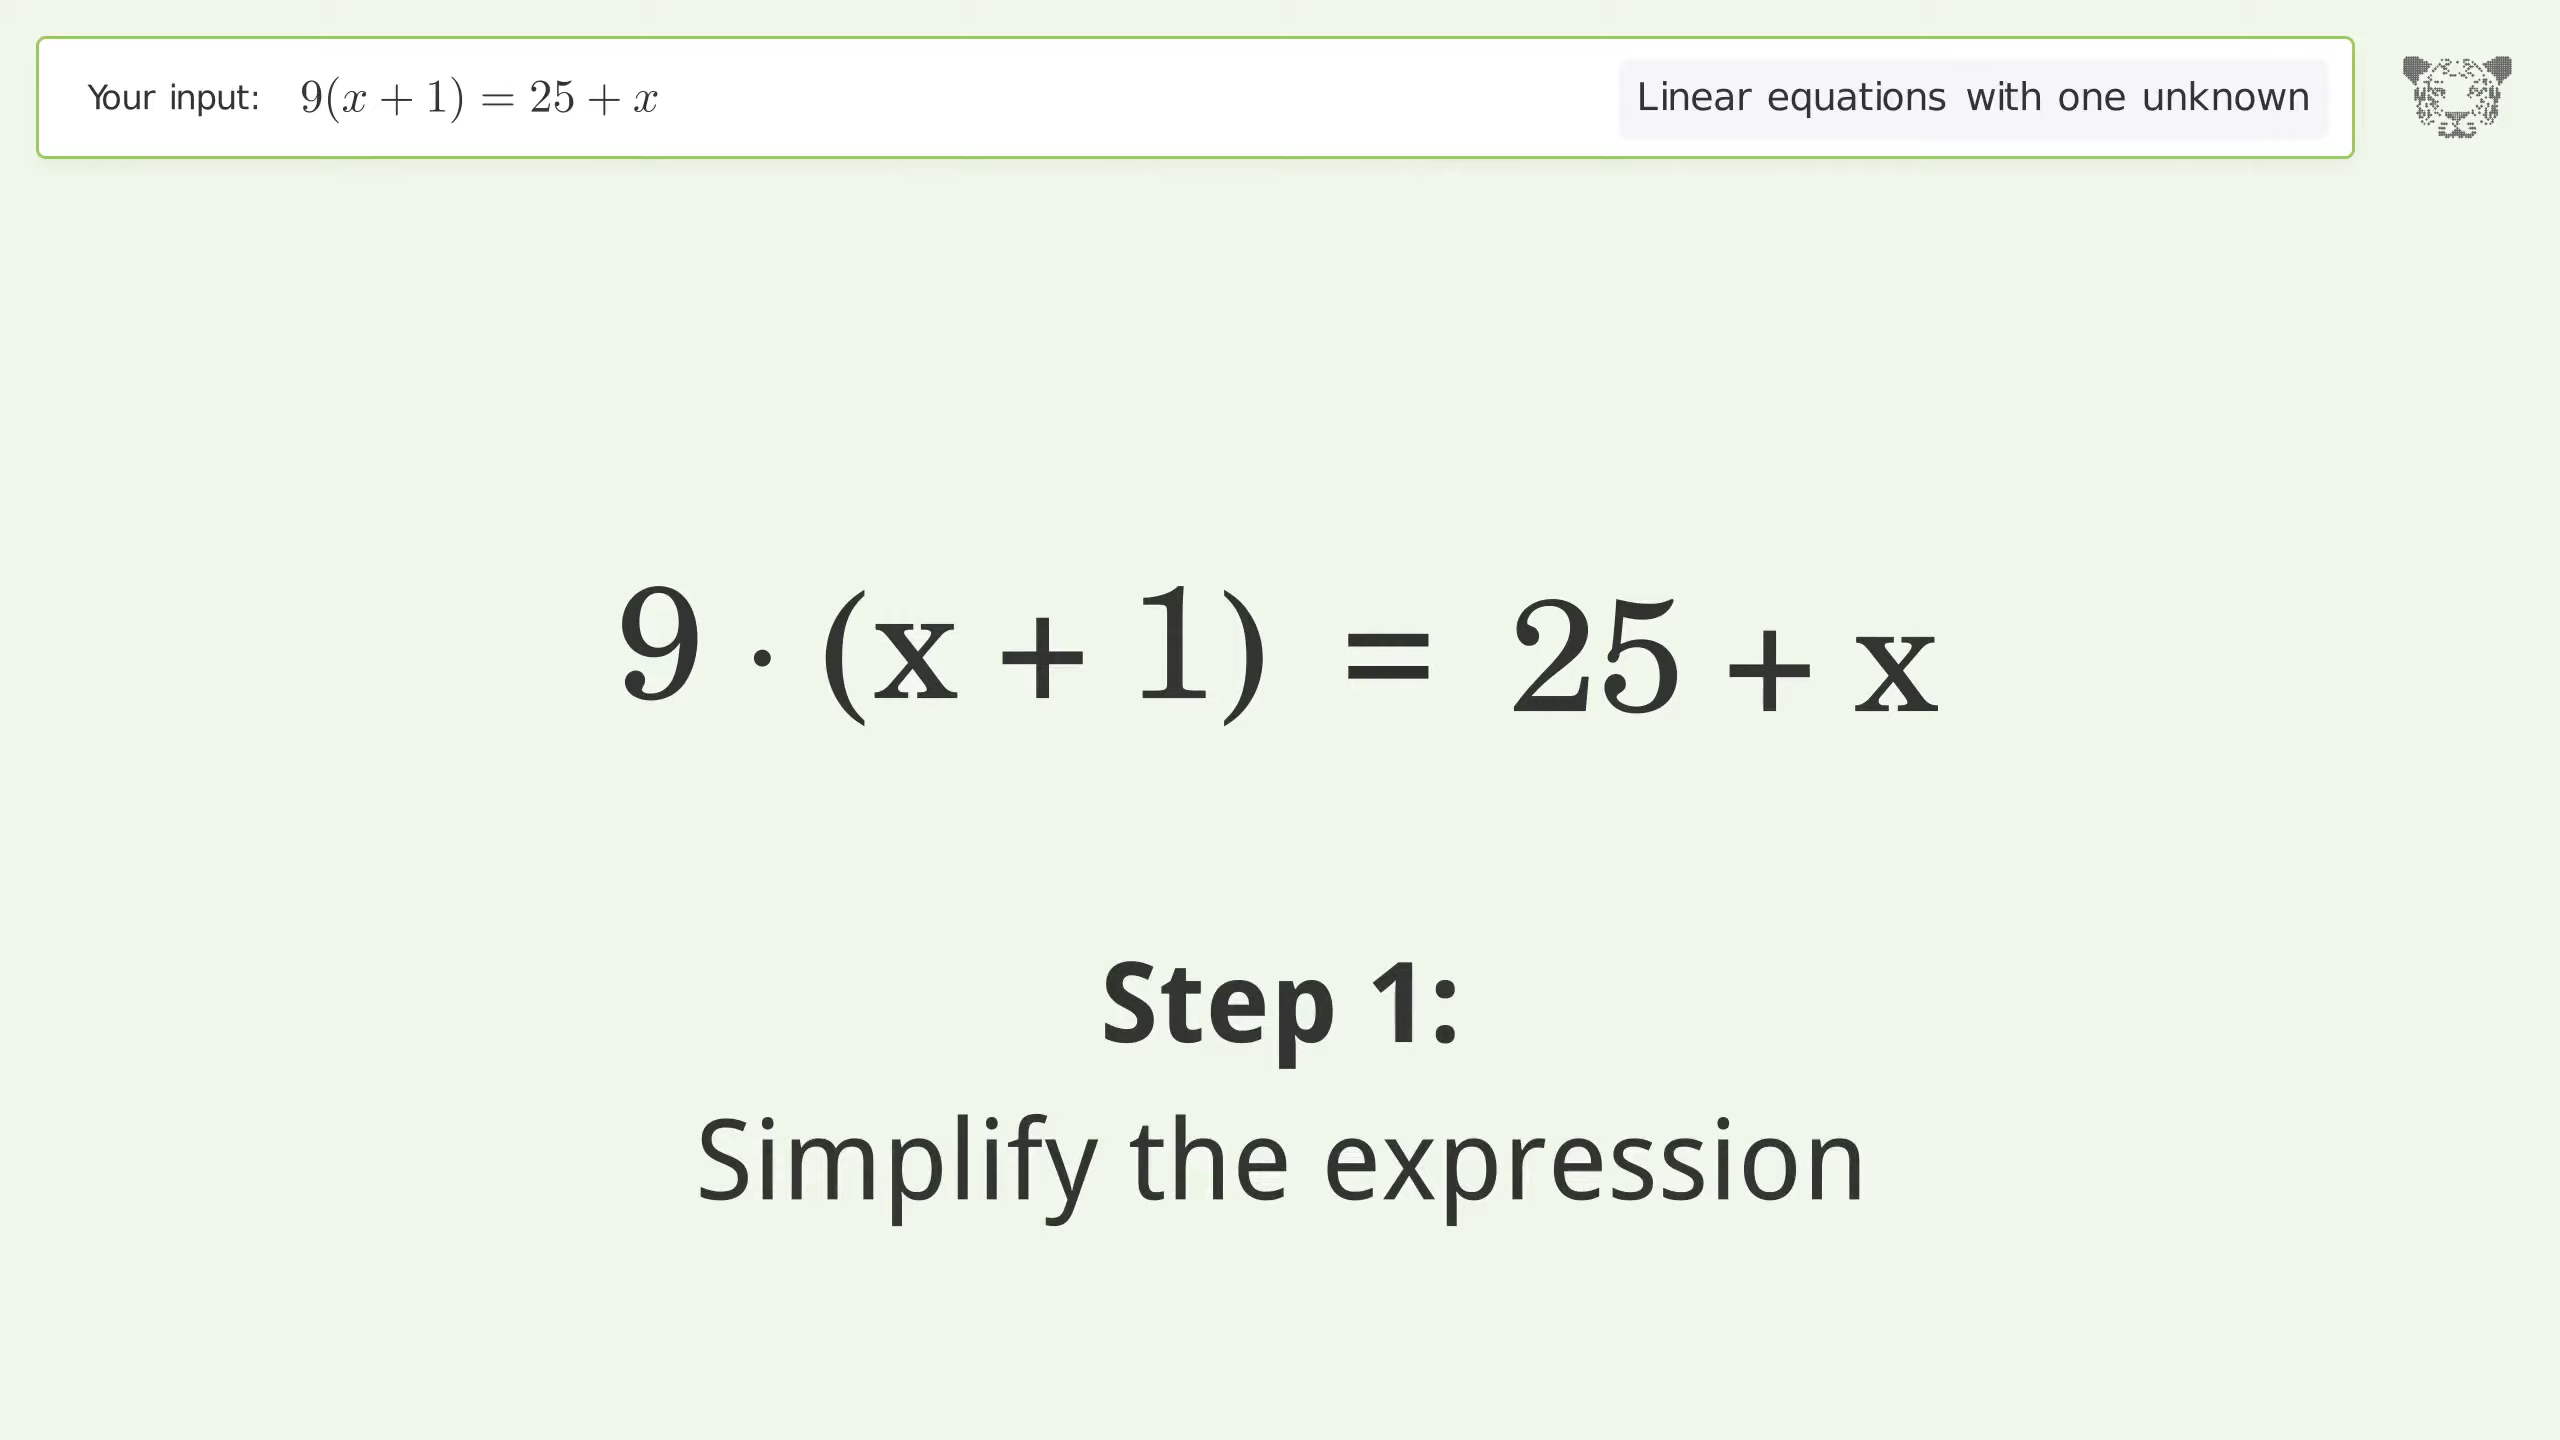 Your input: 9(x + 1) = 25 + x
Linear equations with one unknown
9 · (x + 1) = 25 + x
Step 1:
Simplify the expression